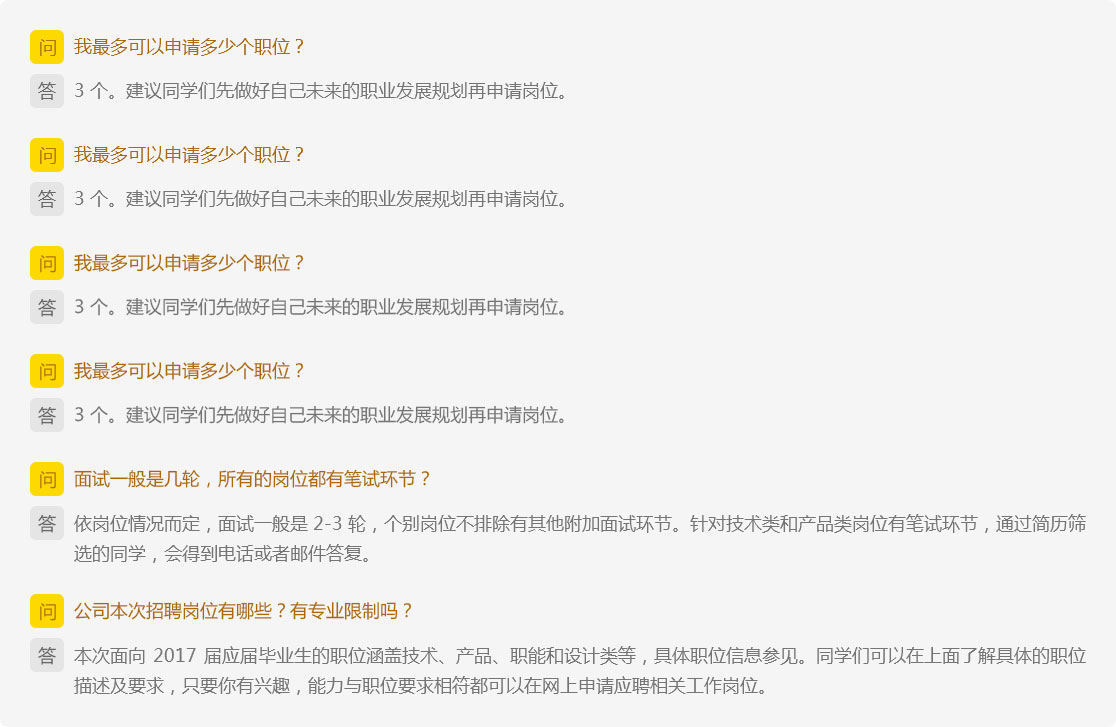 问 我最多可以申请多少个职位？
答 3 个。建议同学们先做好自己未来的职业发展规划再申请岗位。
问 我最多可以申请多少个职位？
答 3 个。建议同学们先做好自己未来的职业发展规划再申请岗位。
问 我最多可以申请多少个职位？
答 3 个。建议同学们先做好自己未来的职业发展规划再申请岗位。
问 我最多可以申请多少个职位？
答 3 个。建议同学们先做好自己未来的职业发展规划再申请岗位。
问 面试一般是几轮，所有的岗位都有笔试环节？
答 依岗位情况而定，面试一般是 2-3 轮，个别岗位不排除有其他附加面试环节。针对技术类和产品类岗位有笔试环节，通过简历筛
选的同学，会得到电话或者邮件答复。
问 公司本次招聘岗位有哪些？有专业限制吗？
答 本次面向 2017 届应届毕业生的职位涵盖技术、产品、职能和设计类等，具体职位信息参见。同学们可以在上面了解具体的职位
描述及要求，只要你有兴趣，能力与职位要求相符都可以在网上申请应聘相关工作岗位。